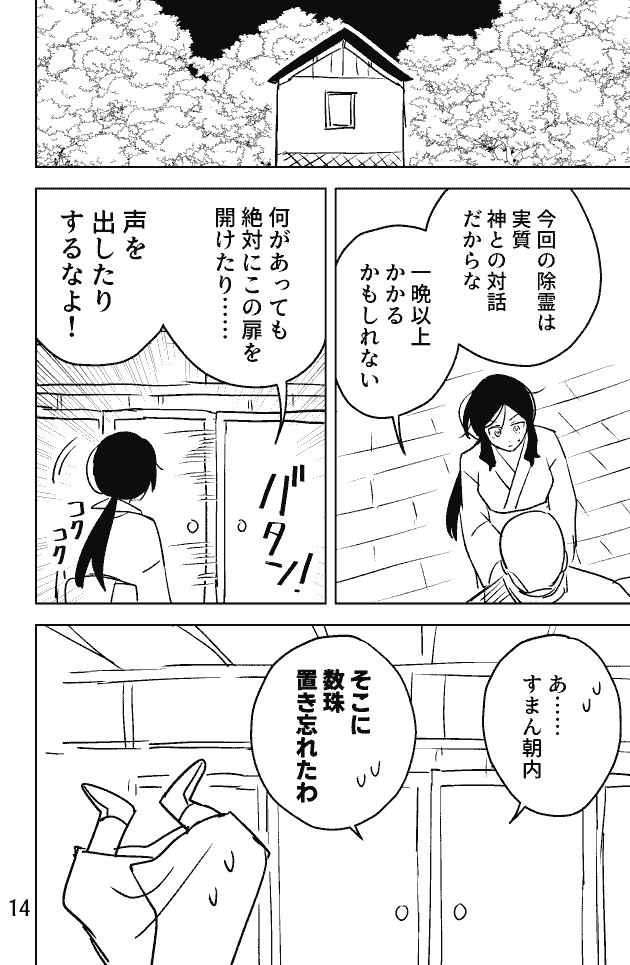 今回の除霊は
実質
神との対話
だからな
一晩以上
かかる
かもしれない
何があっても
絶対にこの扉を
開けたり……
声を
出したり
するなよ！
バタン！
コク
コク
あ……
すまん朝内
そこに
数珠
置き忘れたわ
14